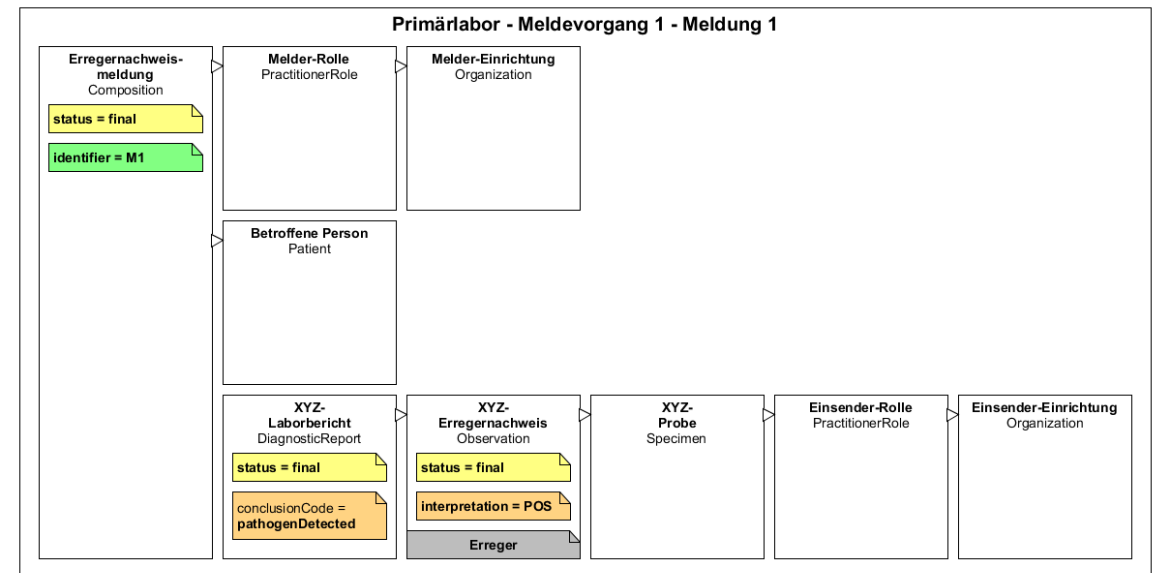 Primärlabor - Meldevorgang 1 - Meldung 1
Erregernachweis-
meldung
Composition
status = final
identifier = M1
Melder-Rolle
PractitionerRole
Melder-Einrichtung
Organization
Betroffene Person
Patient
XYZ-
Laborbericht
DiagnosticReport
status = final
conclusionCode =
pathogenDetected
XYZ-
Erregernachweis
Observation
status = final
interpretation = POS
Erreger
XYZ-
Probe
Specimen
Einsender-Rolle
PractitionerRole
Einsender-Einrichtung
Organization